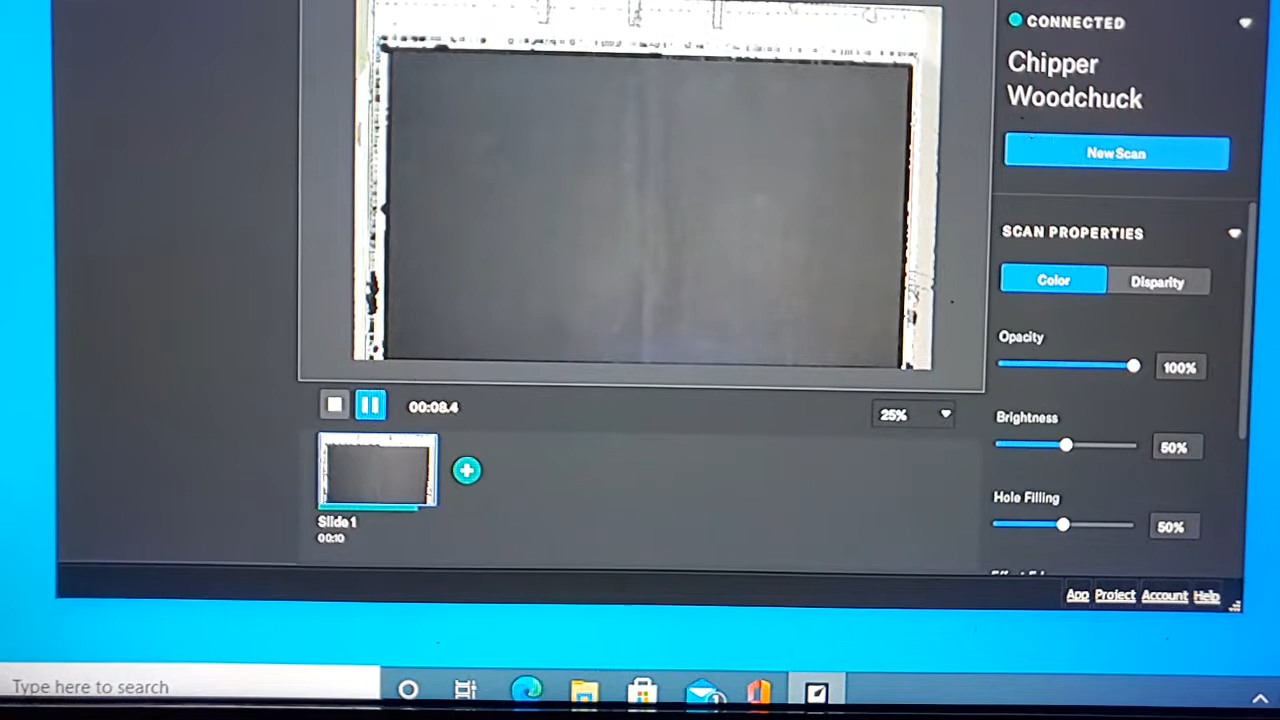 CONNECTED
Chipper
Woodchuck
New Scan
SCAN PROPERTIES
Color
Disparity
Opacity
100%
00:08.4
25%
Brightness
50%
Hole Filling
50%
Slide 1
00:10
App Project Account Help
Type here to search